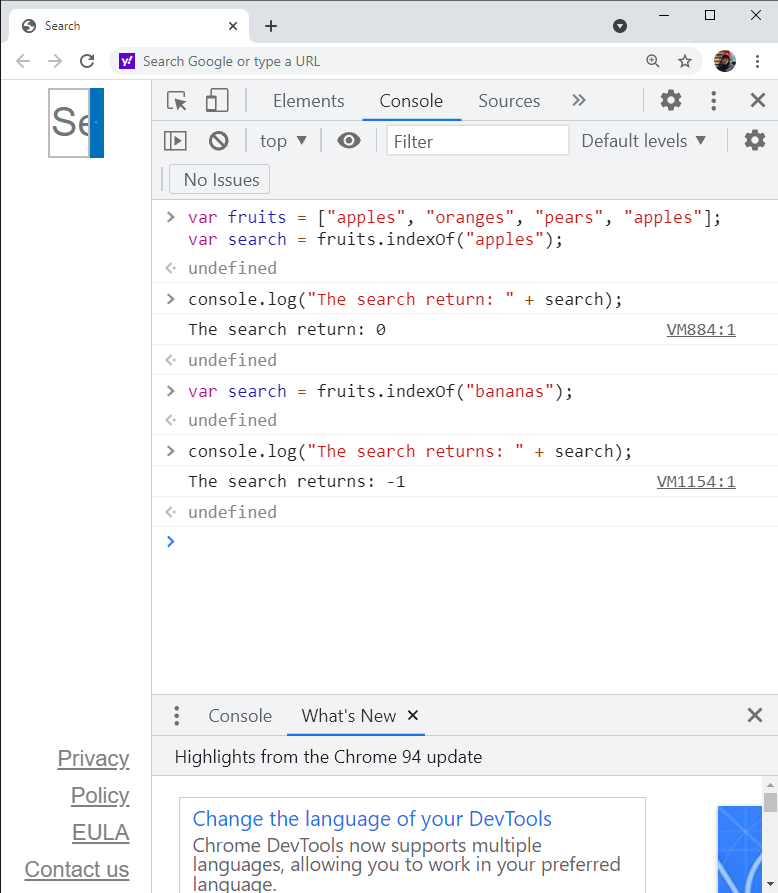 Search
Search Google or type a URL
Se
Elements Console Sources
top Filter Default levels
No Issues
var fruits = ["apples", "oranges", "pears", "apples"];
var search = fruits.indexOf("apples");
undefined
console.log("The search return: " + search);
The search return: 0 VM884:1
undefined
var search = fruits.indexOf("bananas");
undefined
console.log("The search returns: " + search);
The search returns: -1 VM1154:1
undefined
Console What's New
Highlights from the Chrome 94 update
Change the language of your DevTools
Chrome DevTools now supports multiple
languages, allowing you to work in your preferred
language.
Privacy
Policy
EULA
Contact us